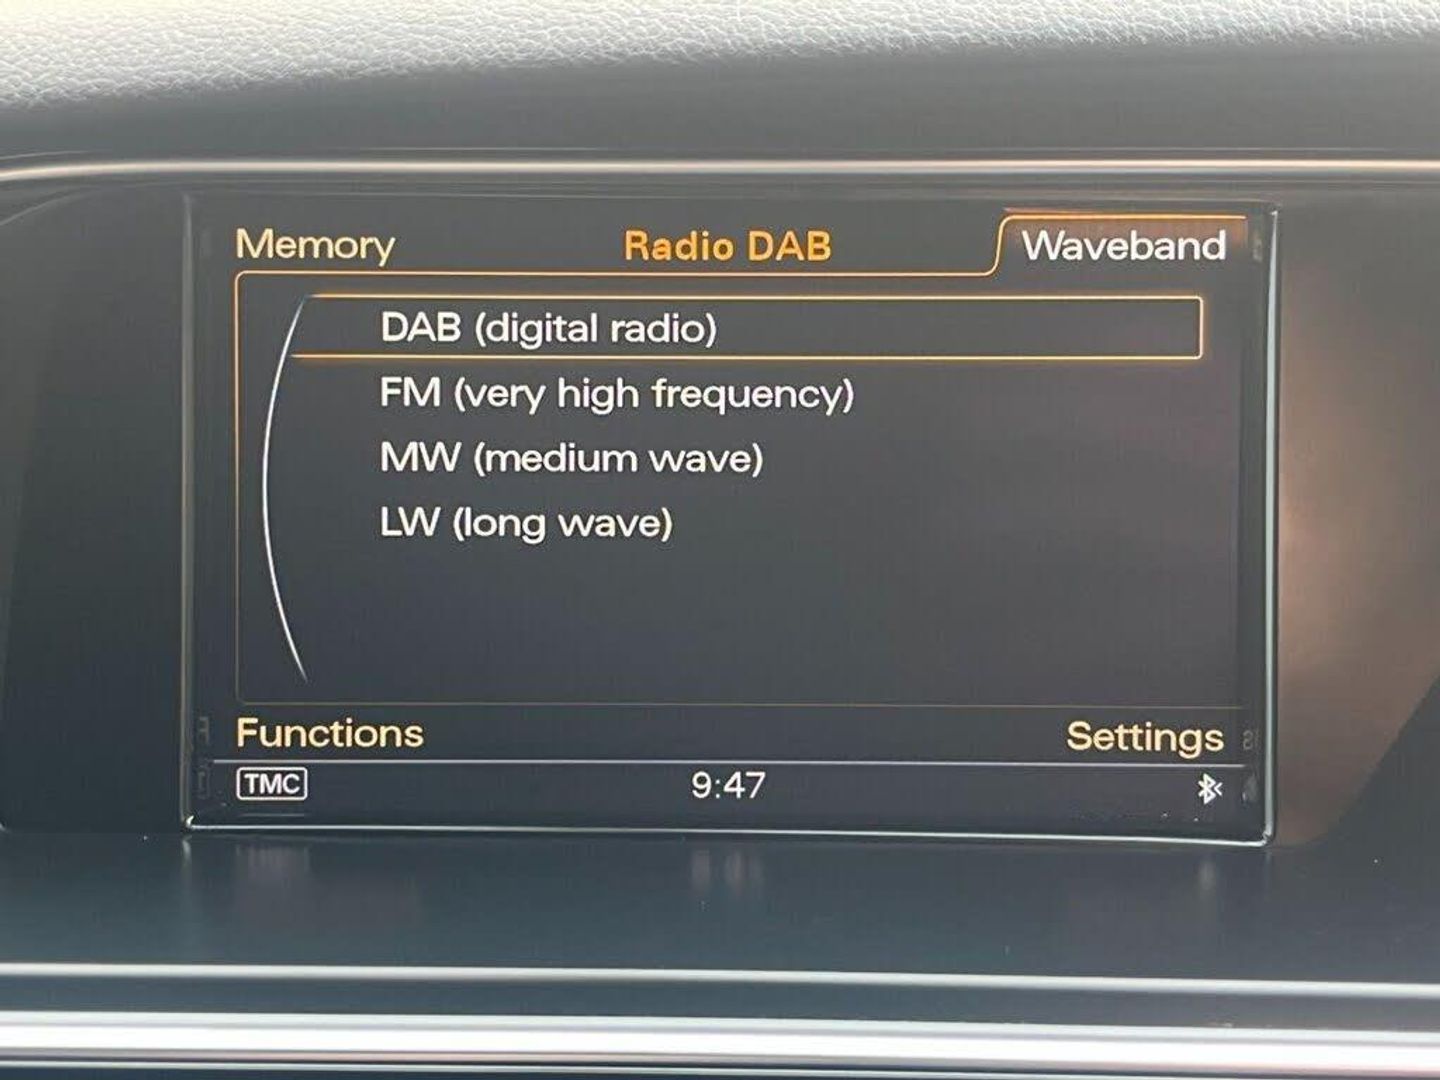 Memory Radio DAB Waveband
DAB (digital radio)
FM (very high frequency)
MW (medium wave)
LW (long wave)
Functions Settings
TMC 9:47